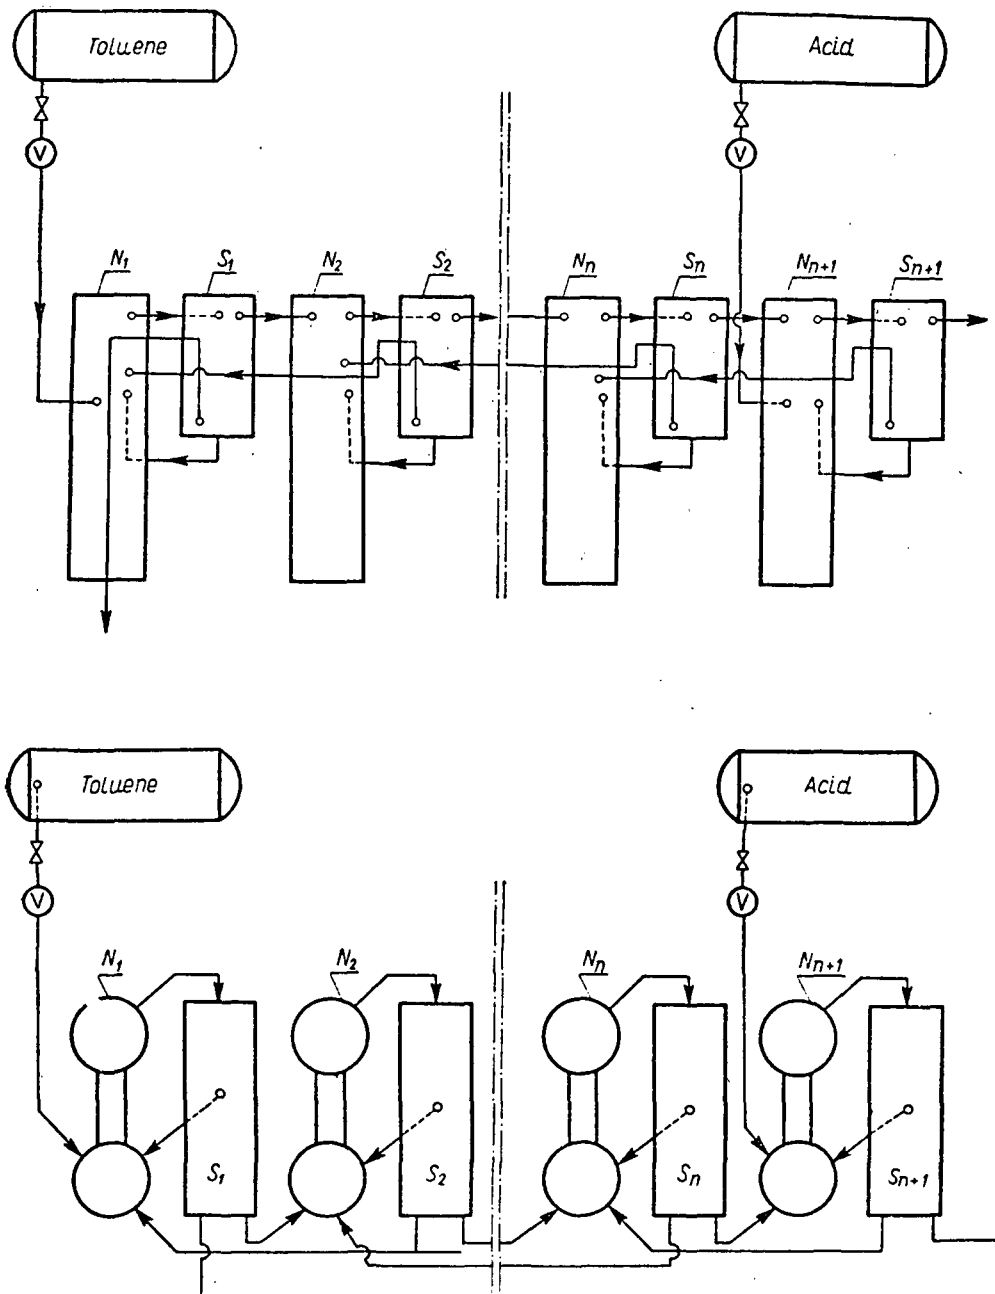 Toluene
Acid
V
V
N₁
S₁
N₂
S₂
Nₙ
Sₙ
Nₙ₊₁
Sₙ₊₁
Toluene
Acid
V
V
N₁
N₂
Nₙ
Nₙ₊₁
S₁
S₂
Sₙ
Sₙ₊₁